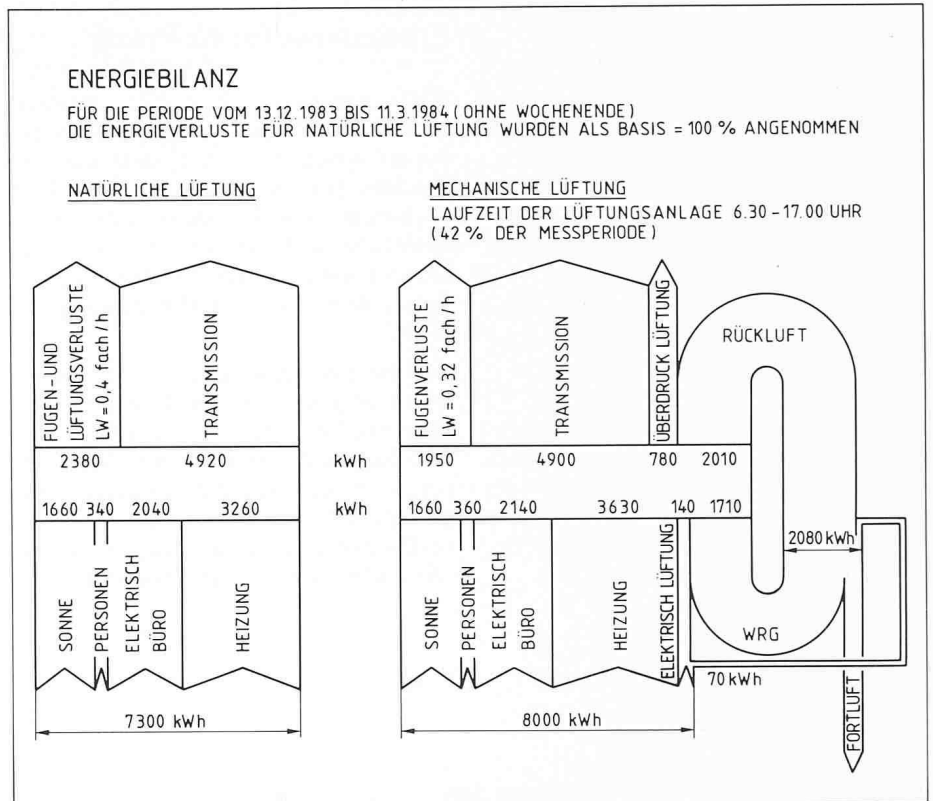 ENERGIEBILANZ
FÜR DIE PERIODE VOM 13.12.1983 BIS 11.3.1984 (OHNE WOCHENENDE)
DIE ENERGIEVERLUSTE FÜR NATÜRLICHE LÜFTUNG WURDEN ALS BASIS = 100 % ANGENOMMEN
NATÜRLICHE LÜFTUNG
FUGEN- UND
LÜFTUNGSVERLUSTE
LW = 0,4 fach/h
TRANSMISSION
2380 4920 kWh
1660 340 2040 3260 kWh
SONNE
PERSONEN
ELEKTRISCH
BÜRO
HEIZUNG
7300 kWh
MECHANISCHE LÜFTUNG
LAUFZEIT DER LÜFTUNGSANLAGE 6.30 - 17.00 UHR
(42 % DER MESSPERIODE)
FUGENVERLUSTE
LW = 0,32 fach/h
TRANSMISSION
ÜBERDRUCK LÜFTUNG
RÜCKLUFT
1950 4900 780 2010
1660 360 2140 3630 140 1710
2080 kWh
SONNE
PERSONEN
ELEKTRISCH
BÜRO
HEIZUNG
ELEKTRISCH LÜFTUNG
WRG
70 kWh
FORTLUFT
8000 kWh